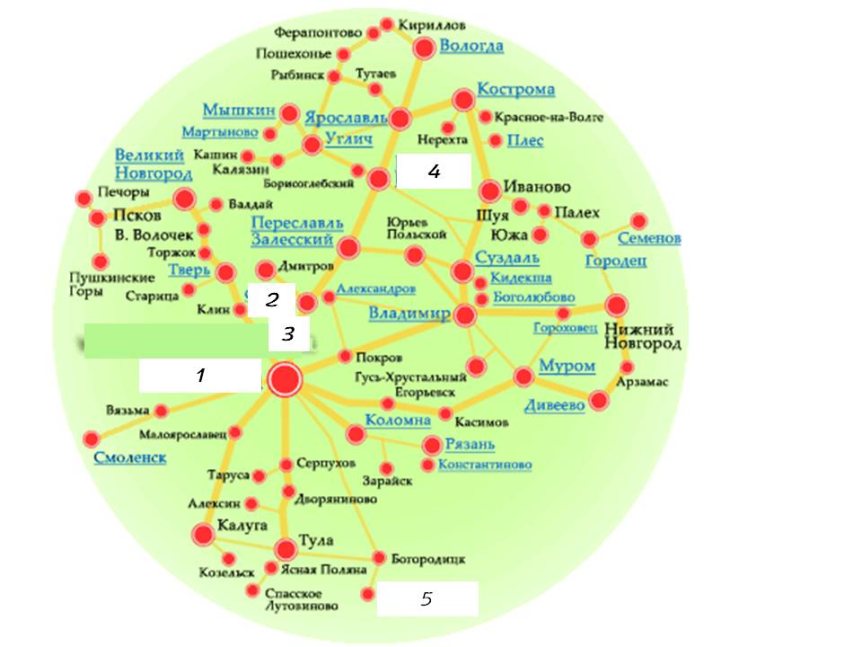 Кириллов
Ферапонтово
Вологда
Пошехонье
Рыбинск
Тутаев
Кострома
Мышкин
Ярославль
Красное-на-Волге
Мартыново
Углич
Нерехта
Плес
Великий
Новгород
Кашин
Калязин
Борисоглебский
4
Иваново
Печоры
Псков
Валдай
Шуя
Палех
В. Волочек
Переславль
Залесский
Юрьев
Польской
Южа
Семенов
Торжок
Тверь
Дмитров
Суздаль
Городец
Пушкинские
Горы
Старица
2
Александров
Кидекша
Боголюбово
Клин
3
Владимир
Гороховец
Нижний
Новгород
Покров
1
Гусь-Хрустальный
Муром
Арзамас
Егорьевск
Вязьма
Касимов
Дивеево
Малоярославец
Коломна
Смоленск
Рязань
Серпухов
Константиново
Таруса
Зарайск
Алексин
Дворяниново
Калуга
Тула
Богородицк
Козельск
Ясная Поляна
Спасское
Лутовиново
5